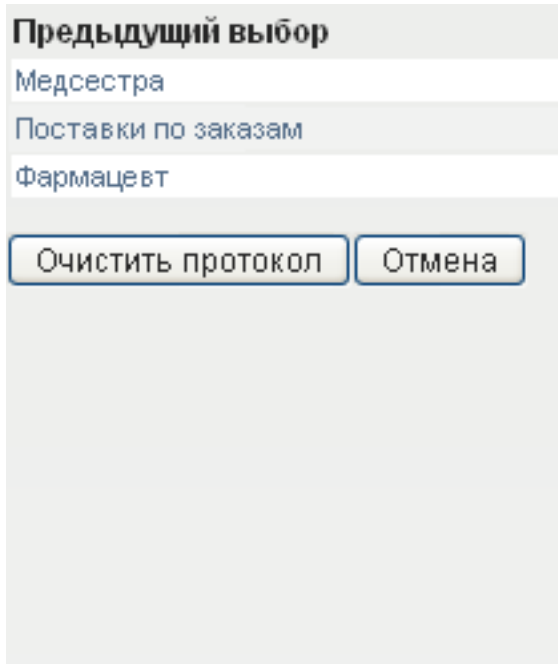 Предыдущий выбор
Медсестра
Поставки по заказам
Фармацевт
Очистить протокол Отмена